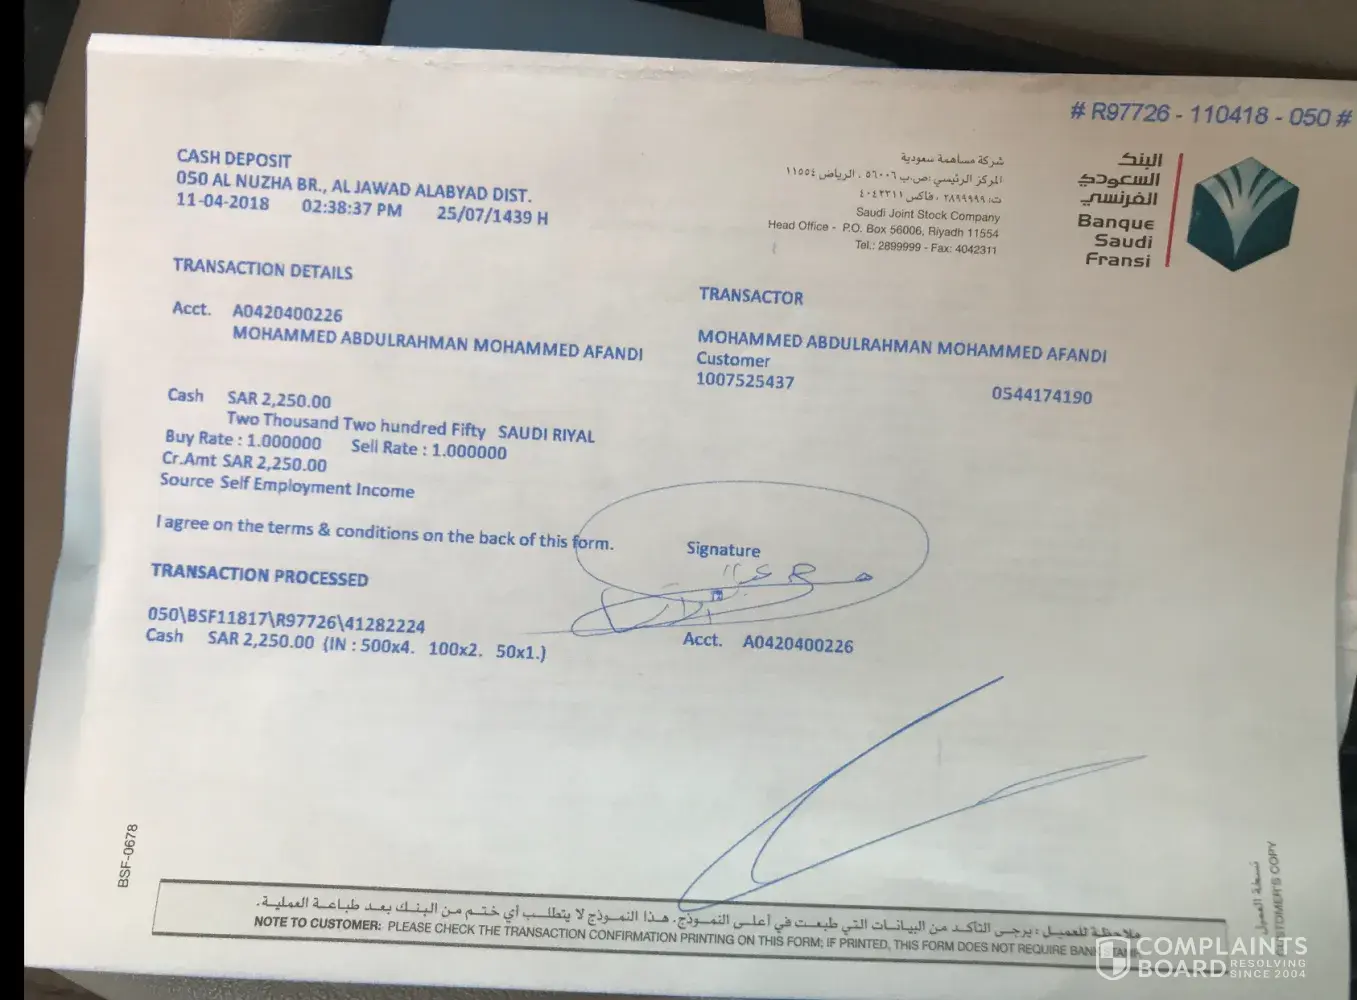 # R97726 - 110418 - 050 #
CASH DEPOSIT
050 AL NUZHA BR., AL JAWAD ALABYAD DIST.
11-04-2018 02:38:37 PM 25/07/1439 H
شركة مساهمة سعودية
المركز الرئيسي :ص.ب ٥٦٠٠٦ . الرياض ١١٥٥٤
ت: ٢٨٩٩٩٩٩ ، فاكس ٤٠٤٢٣١١
Saudi Joint Stock Company
Head Office - P.O. Box 56006, Riyadh 11554
Tel.: 2899999 - Fax: 4042311
البنك
السعودي
الفرنسي
Banque
Saudi
Fransi
TRANSACTION DETAILS
Acct. A0420400226
MOHAMMED ABDULRAHMAN MOHAMMED AFANDI
TRANSACTOR
MOHAMMED ABDULRAHMAN MOHAMMED AFANDI
Customer
1007525437 0544174190
Cash SAR 2,250.00
Two Thousand Two hundred Fifty SAUDI RIYAL
Buy Rate : 1.000000 Sell Rate : 1.000000
Cr.Amt SAR 2,250.00
Source Self Employment Income
I agree on the terms & conditions on the back of this form.
Signature
TRANSACTION PROCESSED
050\BSF11817\R97726\41282224
Cash SAR 2,250.00 (IN : 500x4. 100x2. 50x1.)
Acct. A0420400226
BSF-0678
نسخة العميل
CUSTOMER'S COPY
ملاحظة للعميل : يرجى التأكد من البيانات التي طبعت في أعلى النموذج. هذا النموذج لا يتطلب أي ختم من البنك بعد طباعة العملية.
NOTE TO CUSTOMER: PLEASE CHECK THE TRANSACTION CONFIRMATION PRINTING ON THIS FORM; IF PRINTED, THIS FORM DOES NOT REQUIRE BANK
COMPLAINTS
BOARD RESOLVING
SINCE 2004